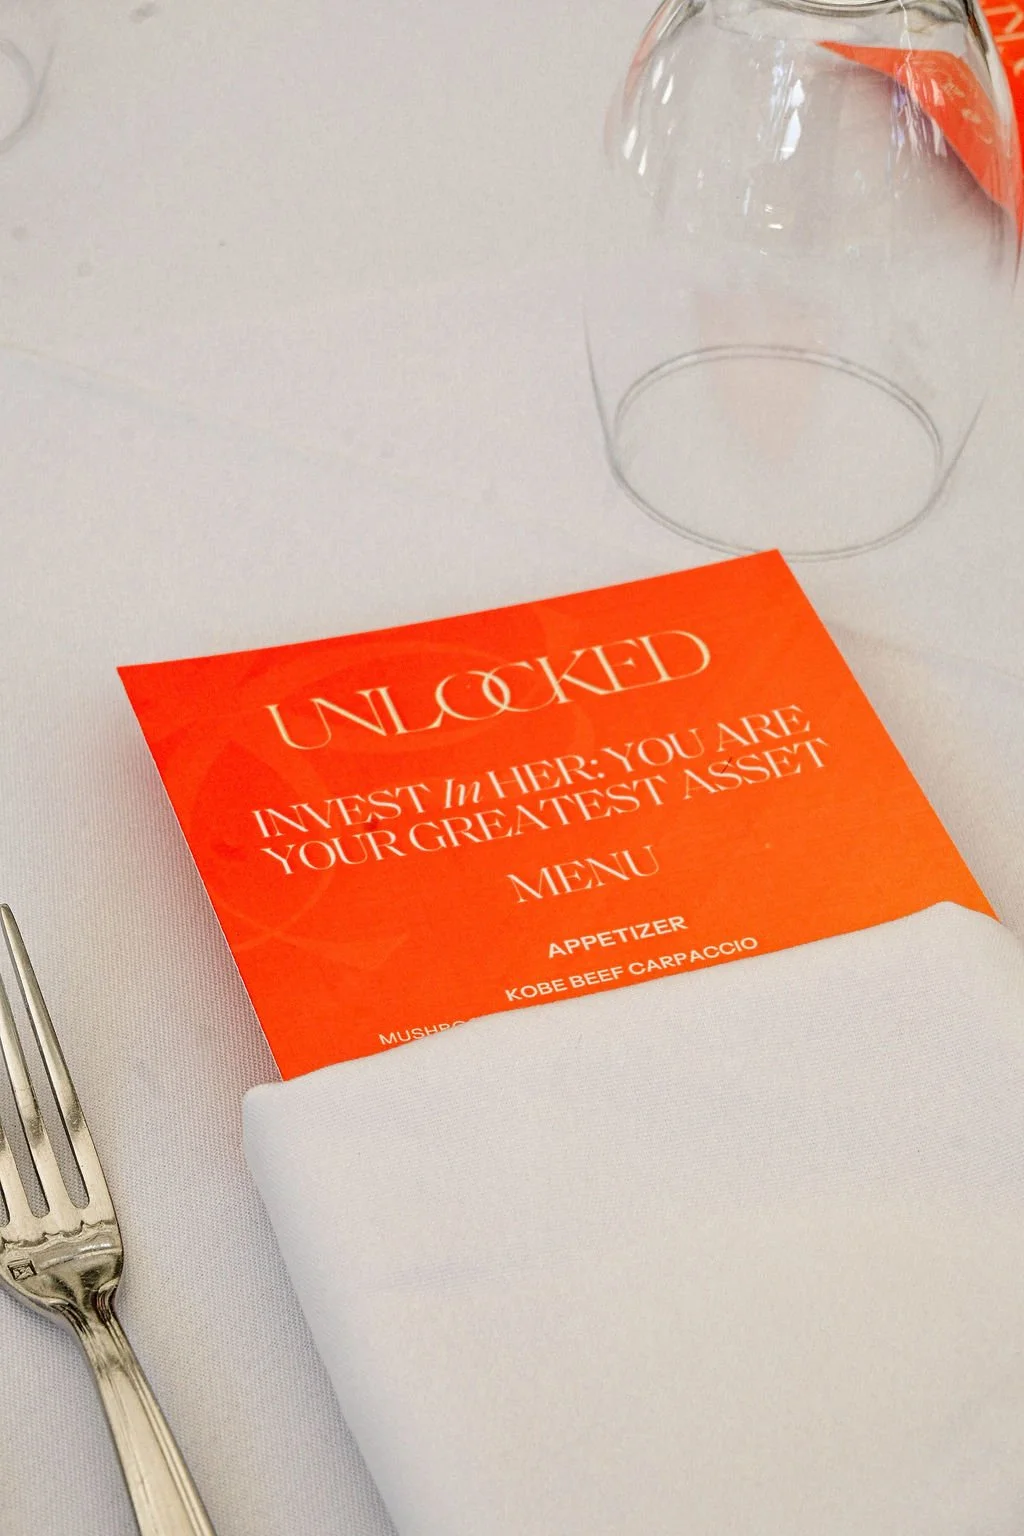 UNLOCKED
INVEST In HER: YOU ARE
YOUR GREATEST ASSET
MENU
APPETIZER
KOBE BEEF CARPACCIO